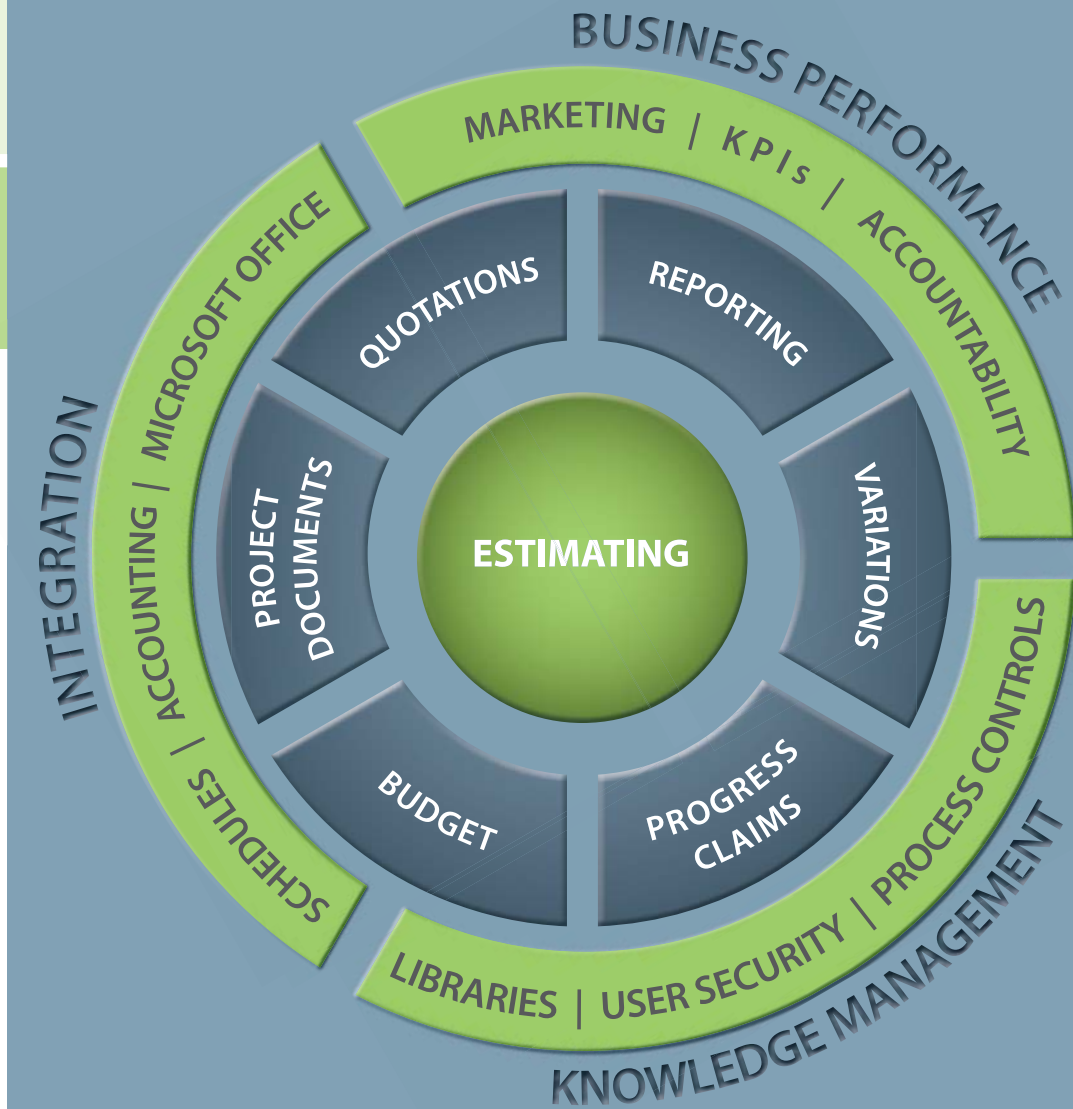 BUSINESS PERFORMANCE
MARKETING | KPIs | ACCOUNTABILITY
INTEGRATION
SCHEDULES | ACCOUNTING | MICROSOFT OFFICE
QUOTATIONS
REPORTING
PROJECT
DOCUMENTS
ESTIMATING
VARIATIONS
BUDGET
PROGRESS
CLAIMS
LIBRARIES | USER SECURITY | PROCESS CONTROLS
KNOWLEDGE MANAGEMENT